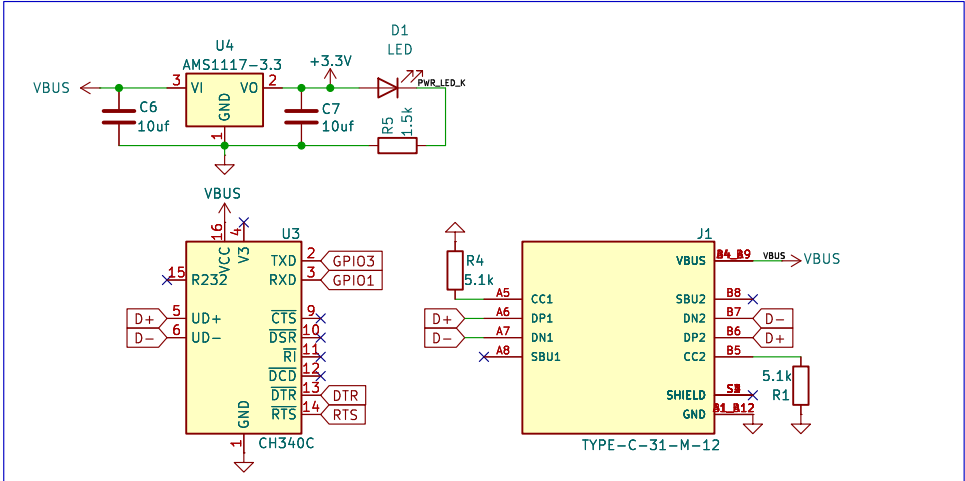 D1
LED
U4
AMS1117-3.3
+3.3V
VBUS
3
VI
VO
2
GND
1
C6
10uf
C7
10uf
PWR_LED_K
R5
1.5k
VBUS
16
4
U3
VCC
V3
15
R232
TXD
2
GPIO3
RXD
3
GPIO1
D+
5
UD+
D-
6
UD-
CTS
9
DSR
10
RI
11
DCD
12
DTR
13
DTR
RTS
14
RTS
GND
1
CH340C
J1
R4
5.1k
A5
CC1
D+
A6
DP1
D-
A7
DN1
A8
SBU1
VBUS
VBUS
VBUS
SBU2
B8
DN2
B7
D-
DP2
B6
D+
CC2
B5
5.1k
R1
SHIELD
GND
TYPE-C-31-M-12